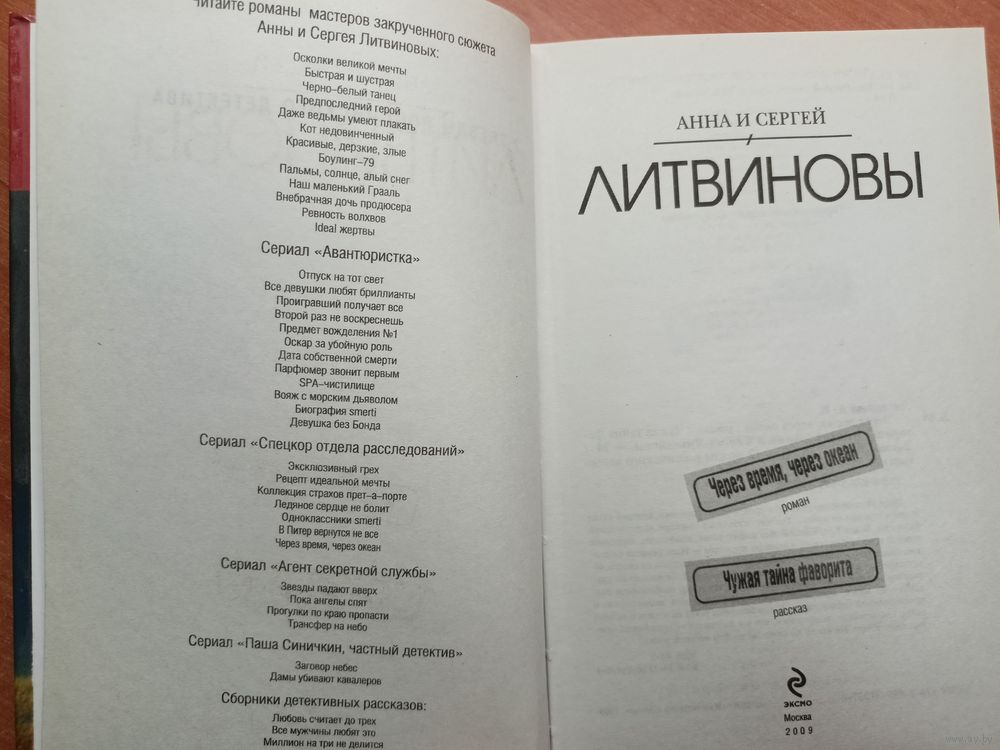 Читайте романы мастеров закрученного сюжета
Анны и Сергея Литвиновых:
Осколки великой мечты
Быстрая и шустрая
Черно–белый танец
Предпоследний герой
Даже ведьмы умеют плакать
Кот недовинченный
Красивые, дерзкие, злые
Боулинг–79
Пальмы, солнце, алый снег
Наш маленький Грааль
Внебрачная дочь продюсера
Ревность волхвов
Ideal жертвы
Сериал «Авантюристка»
Отпуск на тот свет
Все девушки любят бриллианты
Проигравший получает все
Второй раз не воскреснешь
Предмет вожделения №1
Оскар за убойную роль
Дата собственной смерти
Парфюмер звонит первым
SPA–чистилище
Вояж с морским дьяволом
Биография smerti
Девушка без Бонда
Сериал «Спецкор отдела расследований»
Эксклюзивный грех
Рецепт идеальной мечты
Коллекция страхов прет–а–порте
Ледяное сердце не болит
Одноклассники smerti
В Питер вернутся не все
Через время, через океан
Сериал «Агент секретной службы»
Звезды падают вверх
Пока ангелы спят
Прогулки по краю пропасти
Трансфер на небо
Сериал «Паша Синичкин, частный детектив»
Заговор небес
Дамы убивают кавалеров
Сборники детективных рассказов:
Любовь считает до трех
Все мужчины любят это
Миллион на три не делится
АННА И СЕРГЕЙ
ЛИТВИНОВЫ
Через время, через океан
роман
Чужая тайна фаворита
рассказ
ЭКСМО
Москва
2009